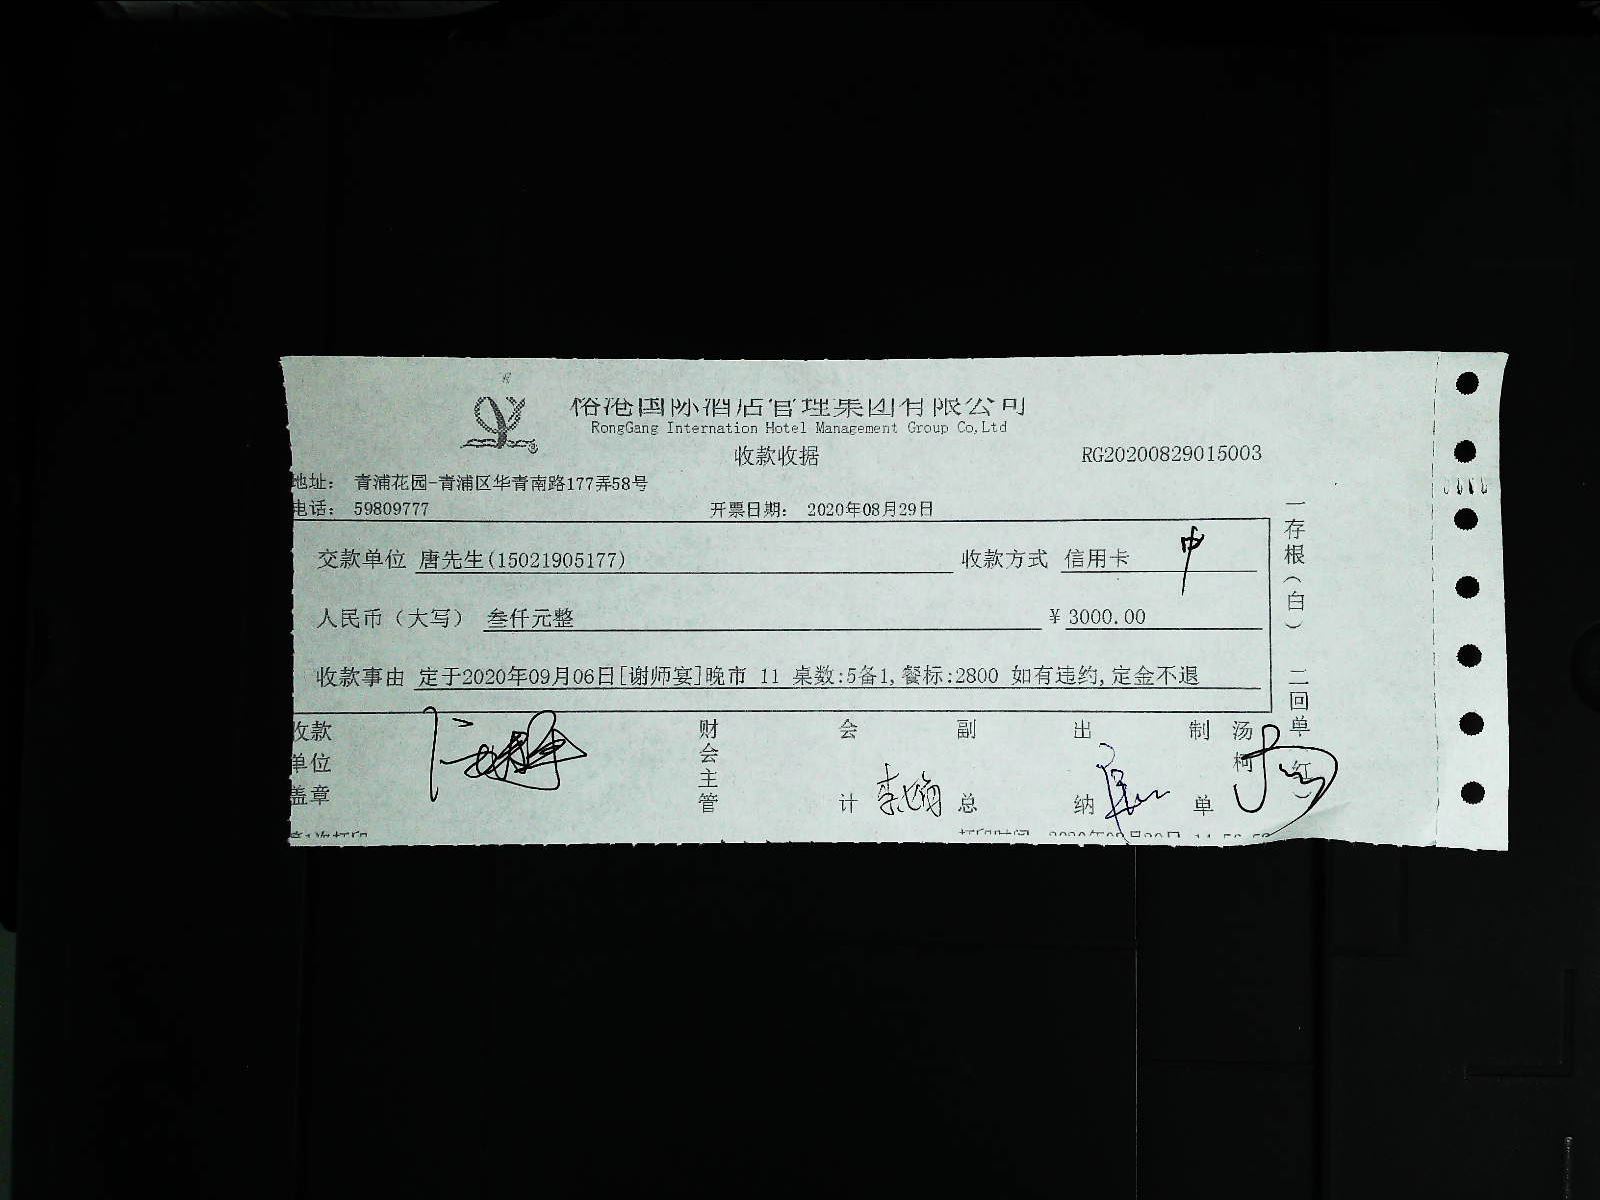 裕港国际酒店管理集团有限公司
RongGang Internation Hotel Management Group Co,Ltd
收款收据 RG20200829015003
地址： 青浦花园-青浦区华青南路177弄58号
电话： 59809777 开票日期： 2020年08月29日
交款单位 唐先生(15021905177) 收款方式 信用卡 中
人民币（大写） 叁仟元整 ￥3000.00
收款事由 定于2020年09月06日[谢师宴]晚市 11 桌数:5备1,餐标:2800 如有违约,定金不退
收款单位盖章 财会主管 会计 副总 出纳 制单 汤柯
一存根（白） 二回单（红）